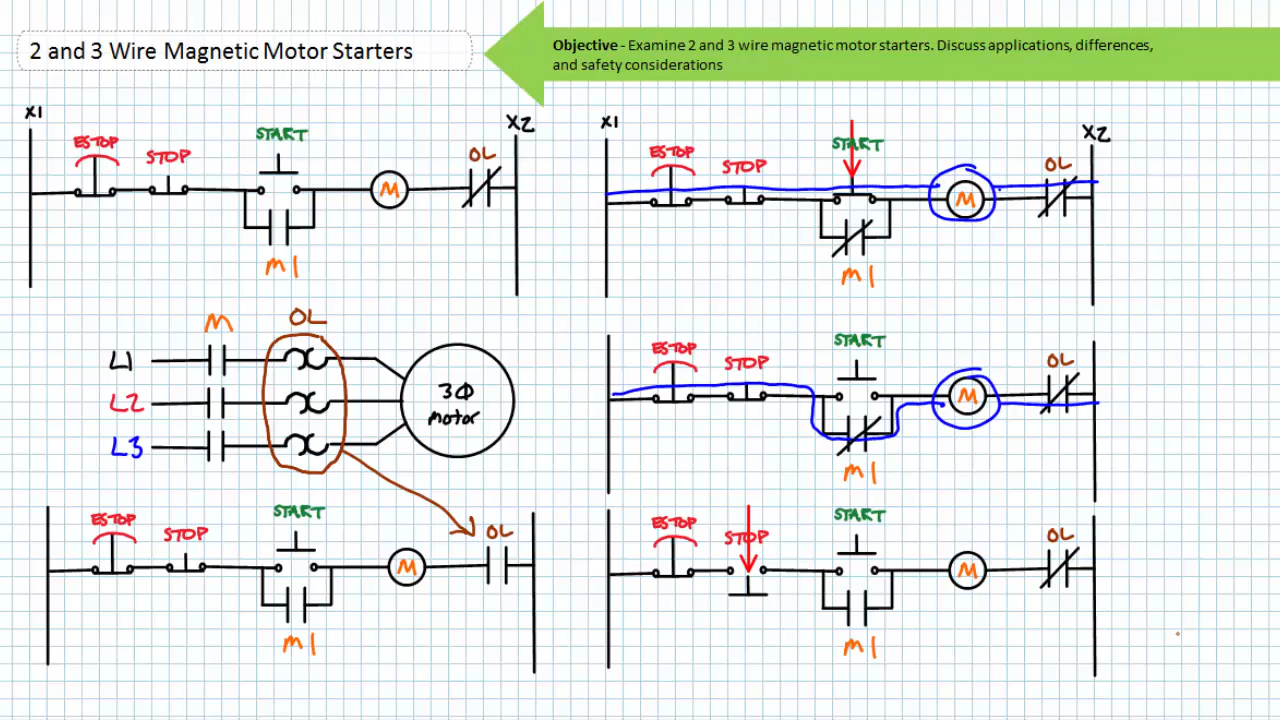 2 and 3 Wire Magnetic Motor Starters
Objective - Examine 2 and 3 wire magnetic motor starters. Discuss applications, differences,
and safety considerations
X1
ESTOP
STOP
START
M
OL
X2
M1
M
OL
L1
L2
L3
3Φ
motor
ESTOP
STOP
START
M
OL
M1
X1
ESTOP
STOP
START
M
OL
X2
M1
ESTOP
STOP
START
M
OL
M1
ESTOP
STOP
START
M
OL
M1